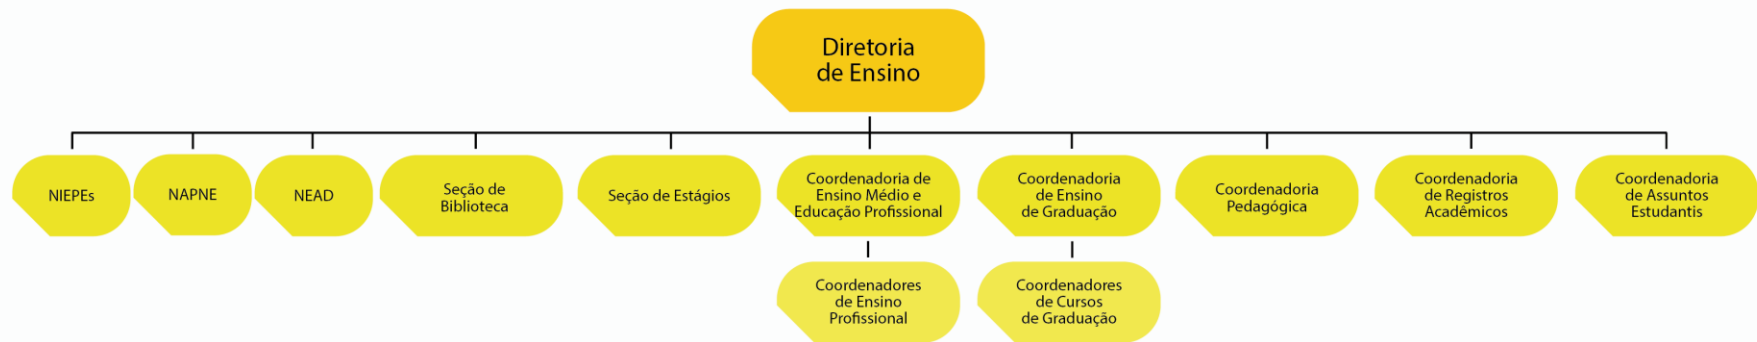 Diretoria
de Ensino
NIEPEs
NAPNE
NEAD
Seção de
Biblioteca
Seção de Estágios
Coordenadoria de
Ensino Médio e
Educação Profissional
Coordenadoria
de Ensino
de Graduação
Coordenadoria
Pedagógica
Coordenadoria
de Registros
Acadêmicos
Coordenadoria
de Assuntos
Estudantis
Coordenadores
de Ensino
Profissional
Coordenadores
de Cursos
de Graduação